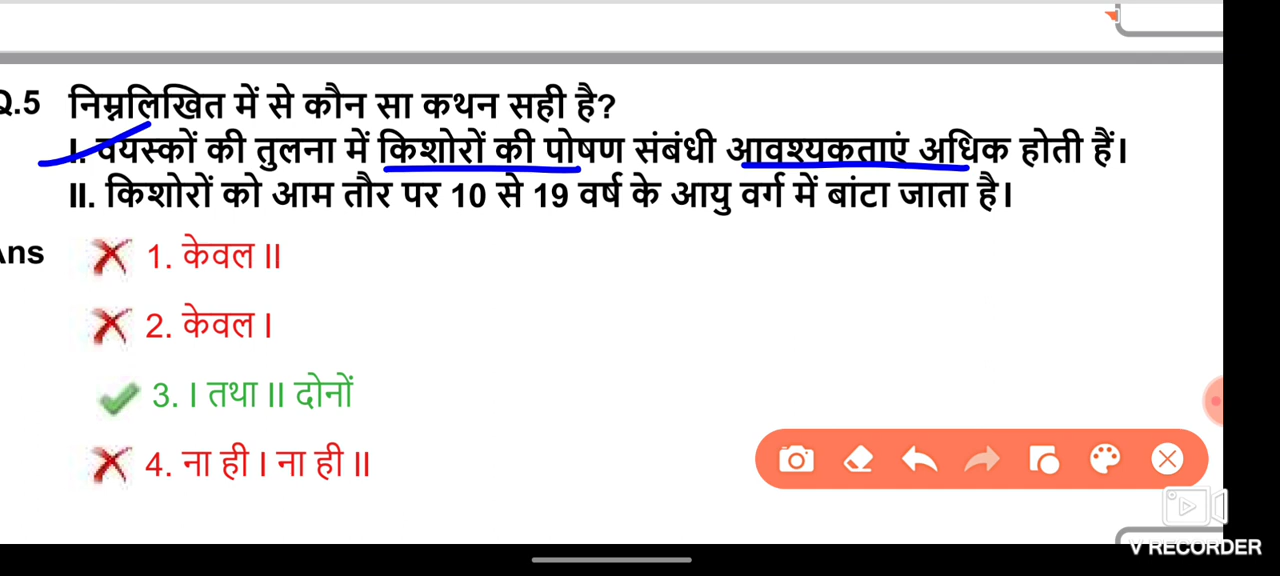 Q.5 निम्नलिखित में से कौन सा कथन सही है?
I. वयस्कों की तुलना में किशोरों की पोषण संबंधी आवश्यकताएं अधिक होती हैं।
II. किशोरों को आम तौर पर 10 से 19 वर्ष के आयु वर्ग में बांटा जाता है।
Ans 1. केवल II
2. केवल I
3. I तथा II दोनों
4. ना ही I ना ही II
V RECORDER